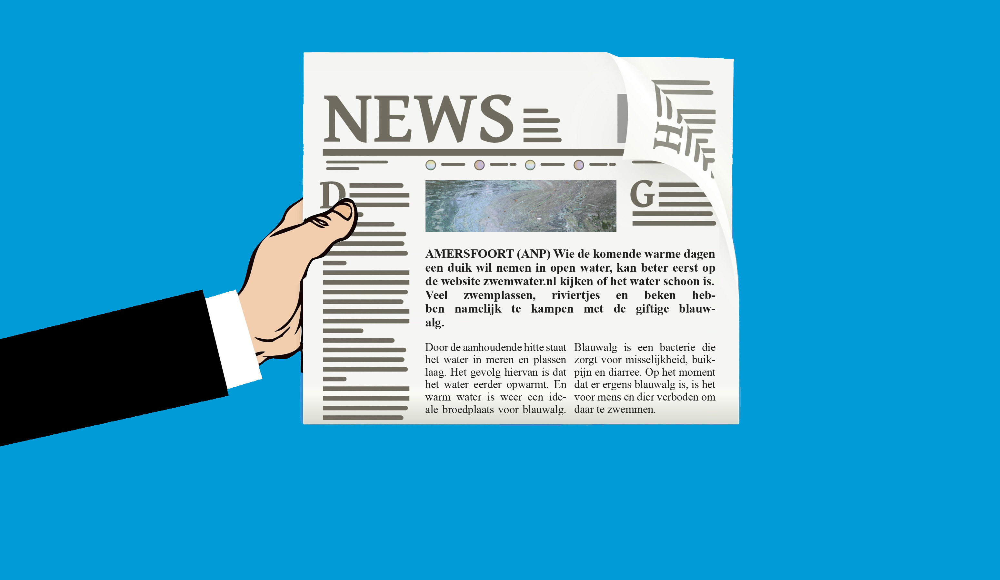 NEWS
H
D
G
AMERSFOORT (ANP) Wie de komende warme dagen
een duik wil nemen in open water, kan beter eerst op
de website zwemwater.nl kijken of het water schoon is.
Veel zwemplassen, riviertjes en beken heb-
ben namelijk te kampen met de giftige blauw-
alg.
Door de aanhoudende hitte staat
het water in meren en plassen
laag. Het gevolg hiervan is dat
het water eerder opwarmt. En
warm water is weer een ide-
ale broedplaats voor blauwalg.
Blauwalg is een bacterie die
zorgt voor misselijkheid, buik-
pijn en diarree. Op het moment
dat er ergens blauwalg is, is het
voor mens en dier verboden om
daar te zwemmen.